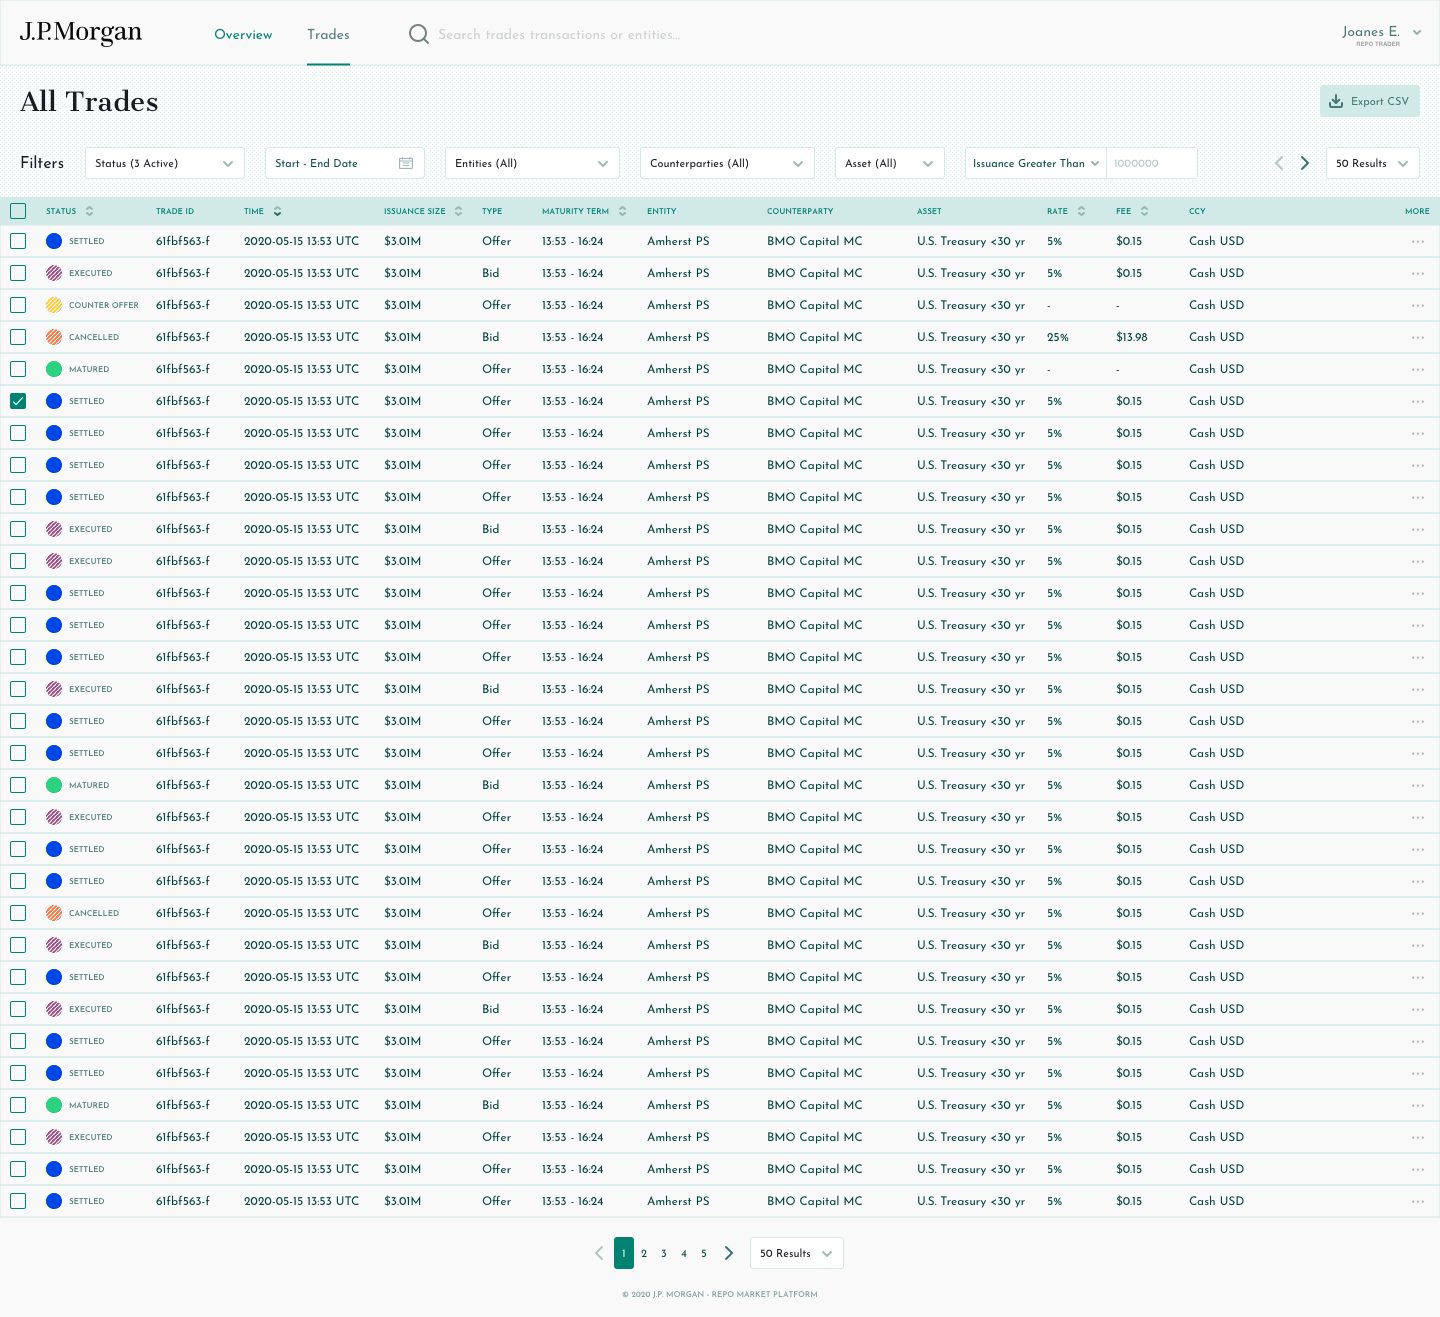 J.P.Morgan Overview Trades Search trades transactions or entities... Joanes E.
REPO TRADER
All Trades Export CSV
Filters Status (3 Active) Start - End Date Entities (All) Counterparties (All) Asset (All) Issuance Greater Than 1000000 50 Results
STATUS TRADE ID TIME ISSUANCE SIZE TYPE MATURITY TERM ENTITY COUNTERPARTY ASSET RATE FEE CCY MORE
SETTLED 61fbf563-f 2020-05-15 13:53 UTC $3.01M Offer 13:53 - 16:24 Amherst PS BMO Capital MC U.S. Treasury <30 yr 5% $0.15 Cash USD
EXECUTED 61fbf563-f 2020-05-15 13:53 UTC $3.01M Bid 13:53 - 16:24 Amherst PS BMO Capital MC U.S. Treasury <30 yr 5% $0.15 Cash USD
COUNTER OFFER 61fbf563-f 2020-05-15 13:53 UTC $3.01M Offer 13:53 - 16:24 Amherst PS BMO Capital MC U.S. Treasury <30 yr - - Cash USD
CANCELLED 61fbf563-f 2020-05-15 13:53 UTC $3.01M Bid 13:53 - 16:24 Amherst PS BMO Capital MC U.S. Treasury <30 yr 25% $13.98 Cash USD
MATURED 61fbf563-f 2020-05-15 13:53 UTC $3.01M Offer 13:53 - 16:24 Amherst PS BMO Capital MC U.S. Treasury <30 yr - - Cash USD
SETTLED 61fbf563-f 2020-05-15 13:53 UTC $3.01M Offer 13:53 - 16:24 Amherst PS BMO Capital MC U.S. Treasury <30 yr 5% $0.15 Cash USD
SETTLED 61fbf563-f 2020-05-15 13:53 UTC $3.01M Offer 13:53 - 16:24 Amherst PS BMO Capital MC U.S. Treasury <30 yr 5% $0.15 Cash USD
SETTLED 61fbf563-f 2020-05-15 13:53 UTC $3.01M Offer 13:53 - 16:24 Amherst PS BMO Capital MC U.S. Treasury <30 yr 5% $0.15 Cash USD
SETTLED 61fbf563-f 2020-05-15 13:53 UTC $3.01M Offer 13:53 - 16:24 Amherst PS BMO Capital MC U.S. Treasury <30 yr 5% $0.15 Cash USD
EXECUTED 61fbf563-f 2020-05-15 13:53 UTC $3.01M Bid 13:53 - 16:24 Amherst PS BMO Capital MC U.S. Treasury <30 yr 5% $0.15 Cash USD
EXECUTED 61fbf563-f 2020-05-15 13:53 UTC $3.01M Offer 13:53 - 16:24 Amherst PS BMO Capital MC U.S. Treasury <30 yr 5% $0.15 Cash USD
SETTLED 61fbf563-f 2020-05-15 13:53 UTC $3.01M Offer 13:53 - 16:24 Amherst PS BMO Capital MC U.S. Treasury <30 yr 5% $0.15 Cash USD
SETTLED 61fbf563-f 2020-05-15 13:53 UTC $3.01M Offer 13:53 - 16:24 Amherst PS BMO Capital MC U.S. Treasury <30 yr 5% $0.15 Cash USD
SETTLED 61fbf563-f 2020-05-15 13:53 UTC $3.01M Offer 13:53 - 16:24 Amherst PS BMO Capital MC U.S. Treasury <30 yr 5% $0.15 Cash USD
EXECUTED 61fbf563-f 2020-05-15 13:53 UTC $3.01M Bid 13:53 - 16:24 Amherst PS BMO Capital MC U.S. Treasury <30 yr 5% $0.15 Cash USD
SETTLED 61fbf563-f 2020-05-15 13:53 UTC $3.01M Offer 13:53 - 16:24 Amherst PS BMO Capital MC U.S. Treasury <30 yr 5% $0.15 Cash USD
SETTLED 61fbf563-f 2020-05-15 13:53 UTC $3.01M Offer 13:53 - 16:24 Amherst PS BMO Capital MC U.S. Treasury <30 yr 5% $0.15 Cash USD
MATURED 61fbf563-f 2020-05-15 13:53 UTC $3.01M Bid 13:53 - 16:24 Amherst PS BMO Capital MC U.S. Treasury <30 yr 5% $0.15 Cash USD
EXECUTED 61fbf563-f 2020-05-15 13:53 UTC $3.01M Offer 13:53 - 16:24 Amherst PS BMO Capital MC U.S. Treasury <30 yr 5% $0.15 Cash USD
SETTLED 61fbf563-f 2020-05-15 13:53 UTC $3.01M Offer 13:53 - 16:24 Amherst PS BMO Capital MC U.S. Treasury <30 yr 5% $0.15 Cash USD
SETTLED 61fbf563-f 2020-05-15 13:53 UTC $3.01M Offer 13:53 - 16:24 Amherst PS BMO Capital MC U.S. Treasury <30 yr 5% $0.15 Cash USD
CANCELLED 61fbf563-f 2020-05-15 13:53 UTC $3.01M Offer 13:53 - 16:24 Amherst PS BMO Capital MC U.S. Treasury <30 yr 5% $0.15 Cash USD
EXECUTED 61fbf563-f 2020-05-15 13:53 UTC $3.01M Bid 13:53 - 16:24 Amherst PS BMO Capital MC U.S. Treasury <30 yr 5% $0.15 Cash USD
SETTLED 61fbf563-f 2020-05-15 13:53 UTC $3.01M Offer 13:53 - 16:24 Amherst PS BMO Capital MC U.S. Treasury <30 yr 5% $0.15 Cash USD
EXECUTED 61fbf563-f 2020-05-15 13:53 UTC $3.01M Bid 13:53 - 16:24 Amherst PS BMO Capital MC U.S. Treasury <30 yr 5% $0.15 Cash USD
SETTLED 61fbf563-f 2020-05-15 13:53 UTC $3.01M Offer 13:53 - 16:24 Amherst PS BMO Capital MC U.S. Treasury <30 yr 5% $0.15 Cash USD
SETTLED 61fbf563-f 2020-05-15 13:53 UTC $3.01M Offer 13:53 - 16:24 Amherst PS BMO Capital MC U.S. Treasury <30 yr 5% $0.15 Cash USD
MATURED 61fbf563-f 2020-05-15 13:53 UTC $3.01M Bid 13:53 - 16:24 Amherst PS BMO Capital MC U.S. Treasury <30 yr 5% $0.15 Cash USD
EXECUTED 61fbf563-f 2020-05-15 13:53 UTC $3.01M Offer 13:53 - 16:24 Amherst PS BMO Capital MC U.S. Treasury <30 yr 5% $0.15 Cash USD
SETTLED 61fbf563-f 2020-05-15 13:53 UTC $3.01M Offer 13:53 - 16:24 Amherst PS BMO Capital MC U.S. Treasury <30 yr 5% $0.15 Cash USD
SETTLED 61fbf563-f 2020-05-15 13:53 UTC $3.01M Offer 13:53 - 16:24 Amherst PS BMO Capital MC U.S. Treasury <30 yr 5% $0.15 Cash USD
1 2 3 4 5 50 Results
© 2020 J.P. MORGAN - REPO MARKET PLATFORM